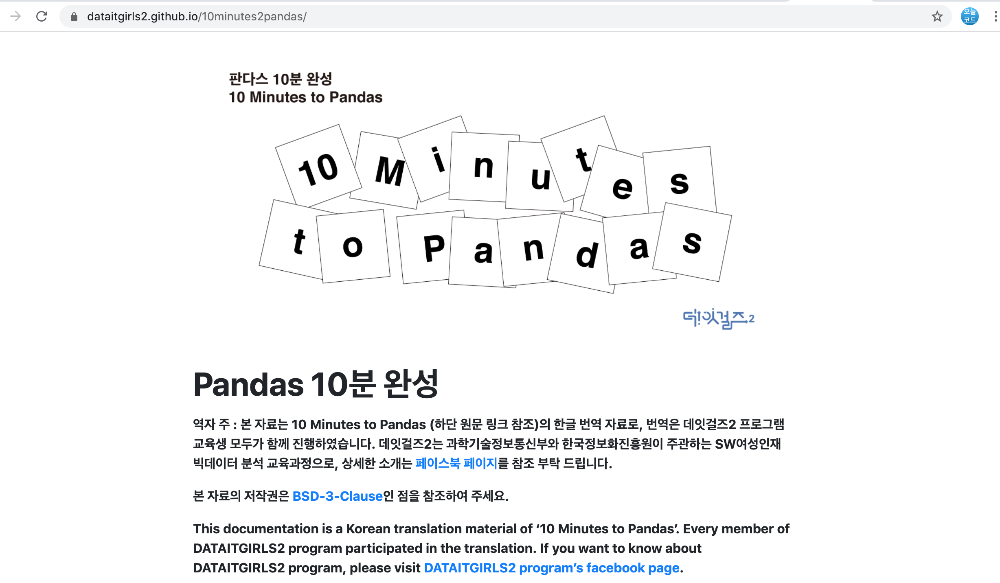 dataitgirls2.github.io/10minutes2pandas/
오늘
코드
판다스 10분 완성
10 Minutes to Pandas
10 M i n u t e s
t o P a n d a s
데잇걸즈2
Pandas 10분 완성
역자 주 : 본 자료는 10 Minutes to Pandas (하단 원문 링크 참조)의 한글 번역 자료로, 번역은 데잇걸즈2 프로그램
교육생 모두가 함께 진행하였습니다. 데잇걸즈2는 과학기술정보통신부와 한국정보화진흥원이 주관하는 SW여성인재
빅데이터 분석 교육과정으로, 상세한 소개는 페이스북 페이지를 참조 부탁 드립니다.
본 자료의 저작권은 BSD-3-Clause인 점을 참조하여 주세요.
This documentation is a Korean translation material of ‘10 Minutes to Pandas’. Every member of
DATAITGIRLS2 program participated in the translation. If you want to know about
DATAITGIRLS2 program, please visit DATAITGIRLS2 program’s facebook page.